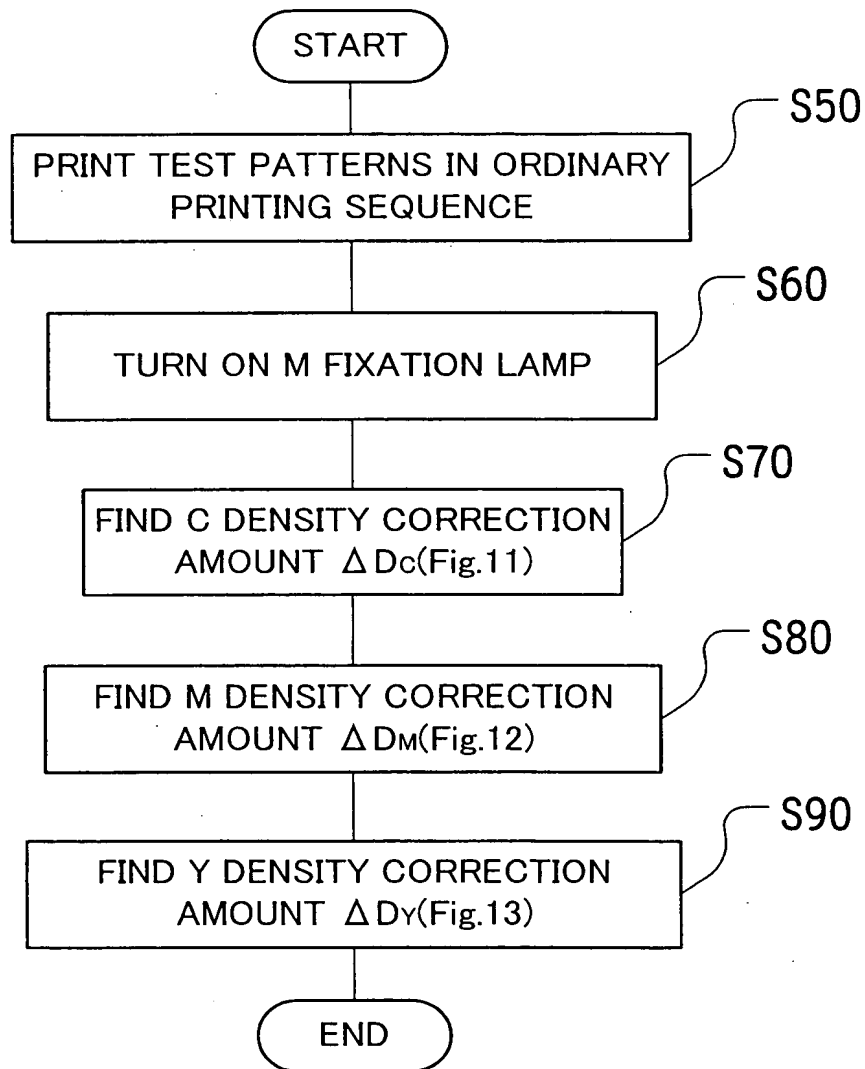 START
S50
PRINT TEST PATTERNS IN ORDINARY
PRINTING SEQUENCE
S60
TURN ON M FIXATION LAMP
S70
FIND C DENSITY CORRECTION
AMOUNT ΔDC(Fig.11)
S80
FIND M DENSITY CORRECTION
AMOUNT ΔDM(Fig.12)
S90
FIND Y DENSITY CORRECTION
AMOUNT ΔDY(Fig.13)
END